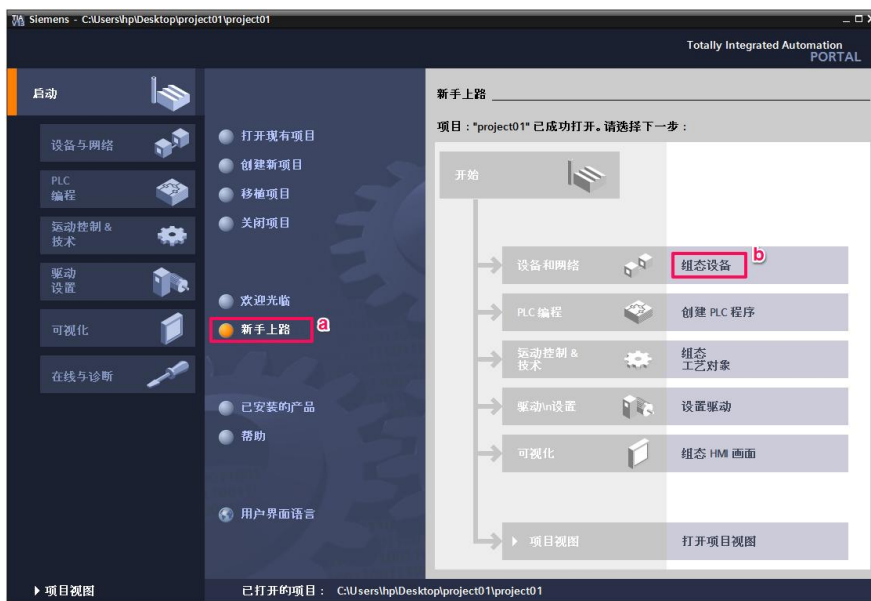 Siemens - C:\Users\hp\Desktop\project01\project01
Totally Integrated Automation
PORTAL
启动
设备与网络
PLC
编程
运动控制 &
技术
驱动
设置
可视化
在线与诊断
打开现有项目
创建新项目
移植项目
关闭项目
欢迎光临
新手上路
a
已安装的产品
帮助
用户界面语言
新手上路
项目："project01" 已成功打开。请选择下一步：
开始
设备和网络
组态设备
b
PLC 编程
创建 PLC 程序
运动控制 &
技术
组态
工艺对象
驱动\n设置
设置驱动
可视化
组态 HMI 画面
项目视图
打开项目视图
项目视图
已打开的项目： C:\Users\hp\Desktop\project01\project01